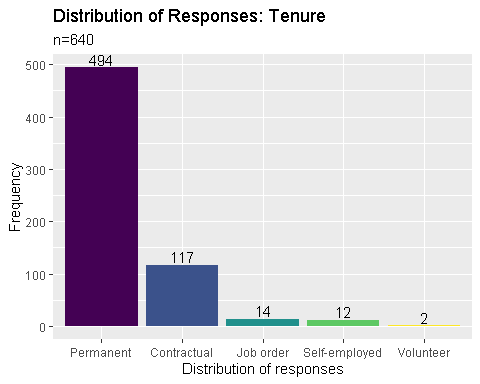 Distribution of Responses: Tenure
n=640
Frequency
500
400
300
200
100
0
494
117
14
12
2
Permanent Contractual Job order Self-employed Volunteer
Distribution of responses